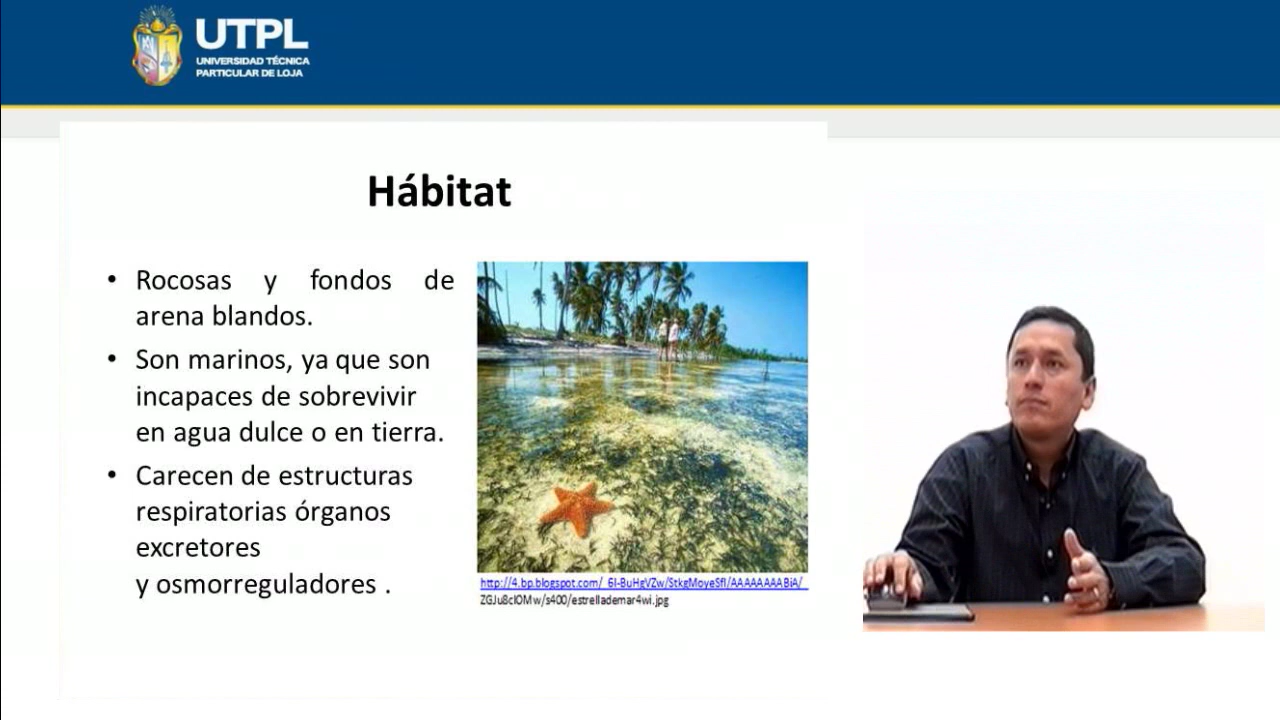 UTPL
UNIVERSIDAD TÉCNICA
PARTICULAR DE LOJA
Hábitat
• Rocosas y fondos de
arena blandos.
• Son marinos, ya que son
incapaces de sobrevivir
en agua dulce o en tierra.
• Carecen de estructuras
respiratorias órganos
excretores
y osmorreguladores .
http://4.bp.blogspot.com/_6I-BuHgVZw/StkgMoyeSfI/AAAAAAAABiA/_
ZGJu8cIOMw/s400/estrellademar4wi.jpg